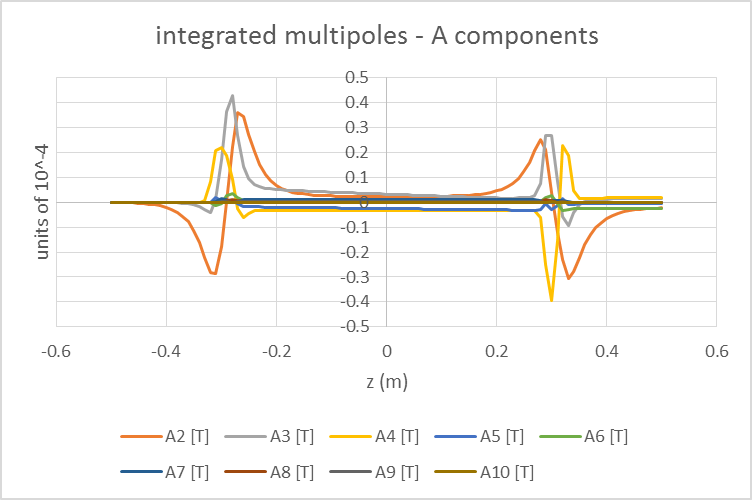 integrated multipoles - A components
units of 10^-4
0.5
0.4
0.3
0.2
0.1
0
-0.1
-0.2
-0.3
-0.4
-0.5
-0.6 -0.4 -0.2 0 0.2 0.4 0.6
z (m)
A2 [T] A3 [T] A4 [T] A5 [T] A6 [T]
A7 [T] A8 [T] A9 [T] A10 [T]